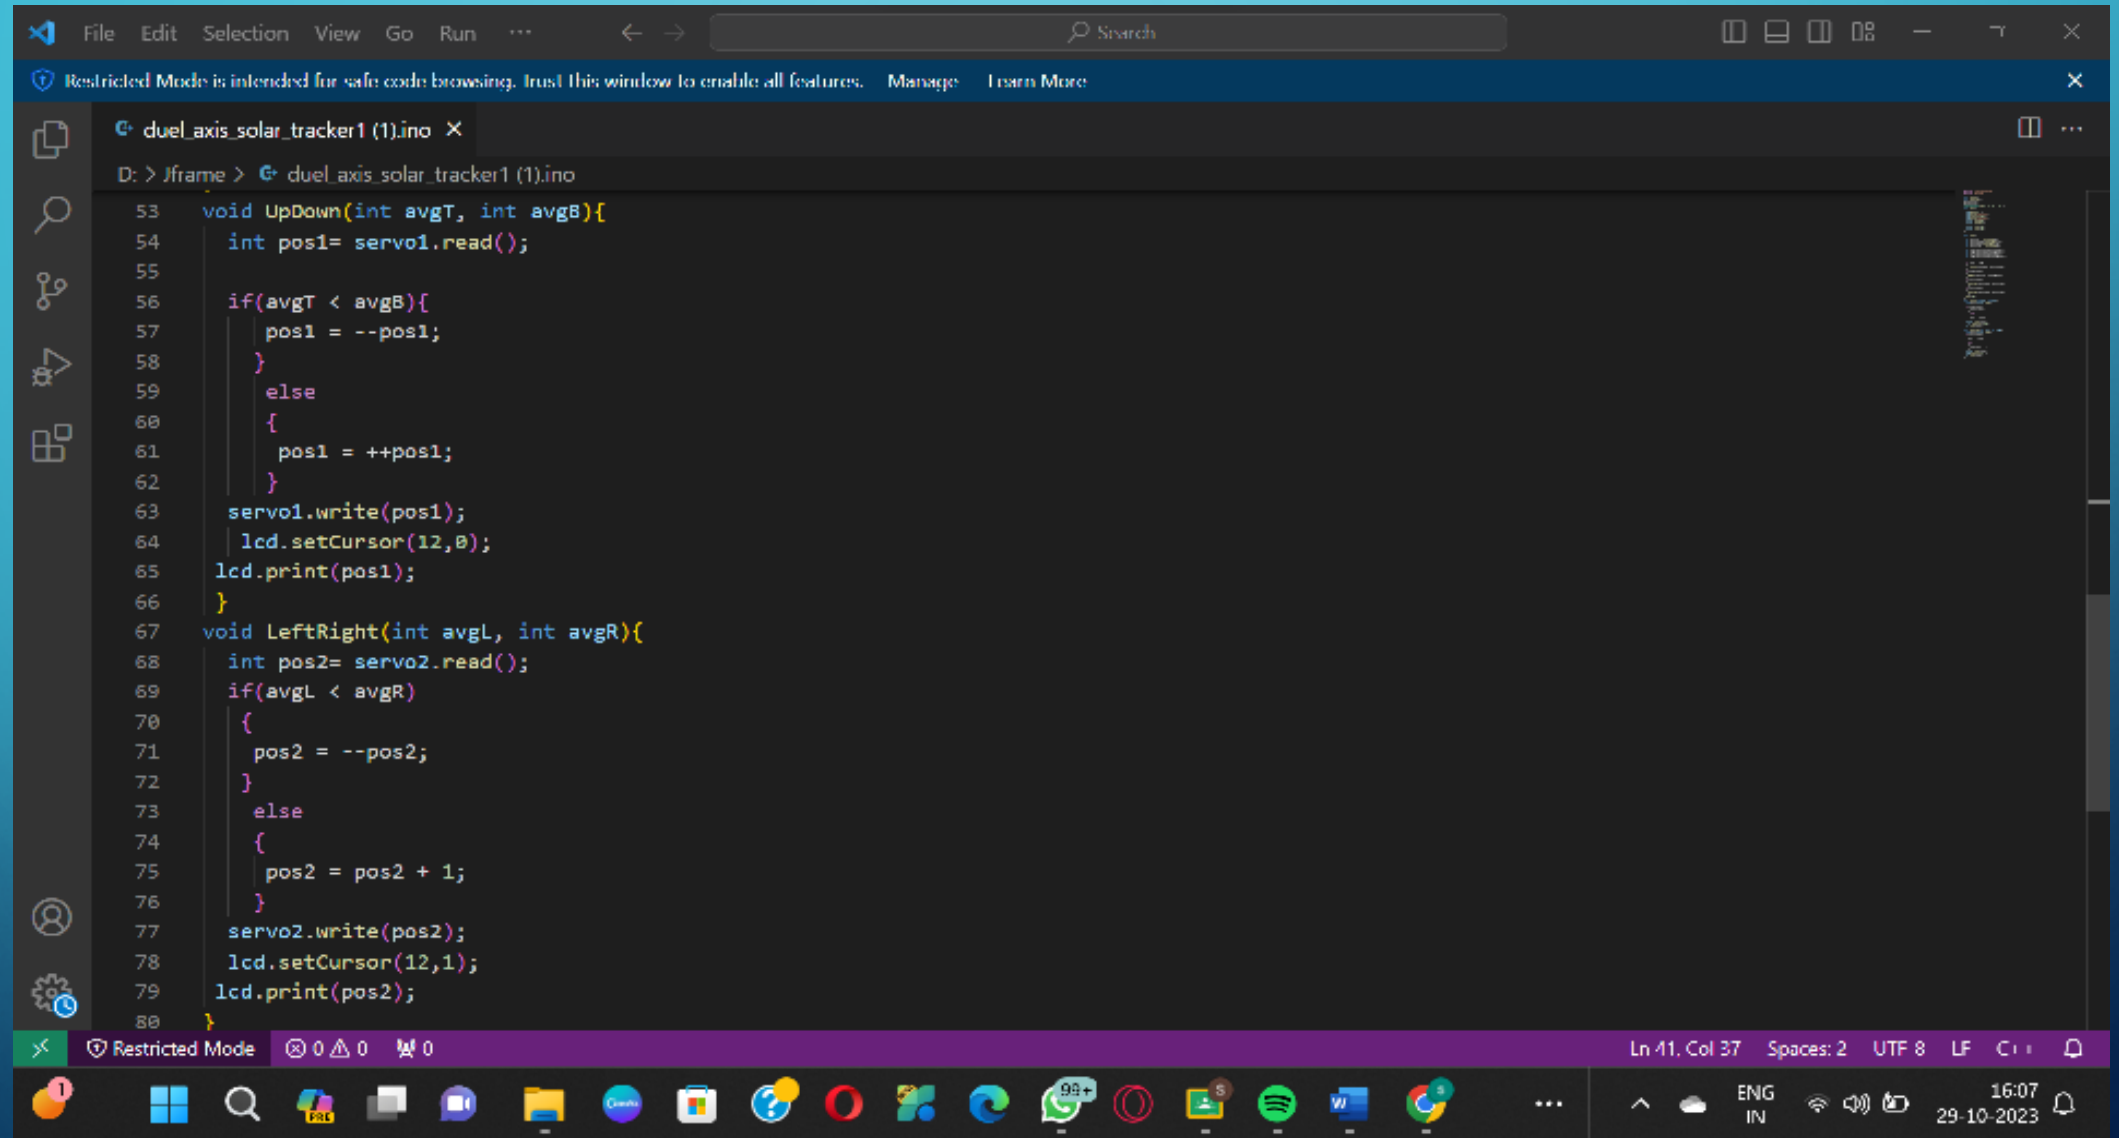 File Edit Selection View Go Run ··· Search
Restricted Mode is intended for safe code browsing. Trust this window to enable all features. Manage Learn More
duel_axis_solar_tracker1 (1).ino
D: > Jframe > duel_axis_solar_tracker1 (1).ino
53 void UpDown(int avgT, int avgB){
54 int pos1= servo1.read();
55
56 if(avgT < avgB){
57 pos1 = --pos1;
58 }
59 else
60 {
61 pos1 = ++pos1;
62 }
63 servo1.write(pos1);
64 lcd.setCursor(12,0);
65 lcd.print(pos1);
66 }
67 void LeftRight(int avgL, int avgR){
68 int pos2= servo2.read();
69 if(avgL < avgR)
70 {
71 pos2 = --pos2;
72 }
73 else
74 {
75 pos2 = pos2 + 1;
76 }
77 servo2.write(pos2);
78 lcd.setCursor(12,1);
79 lcd.print(pos2);
80 }
Restricted Mode 0 0 0 Ln 41, Col 37 Spaces: 2 UTF-8 LF C++
1 PRE 99+ S W S ENG 16:07
IN 29-10-2023